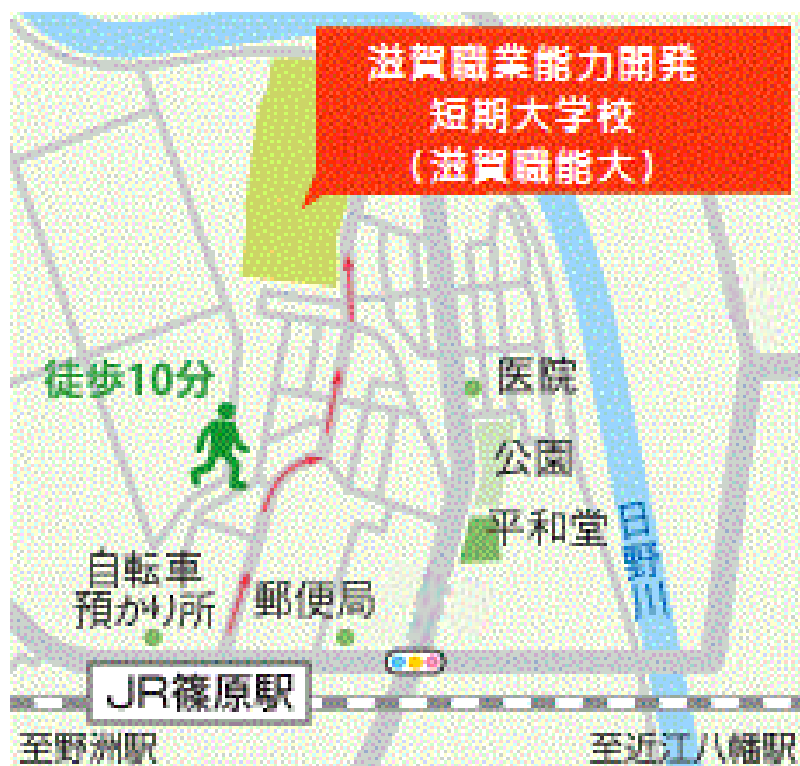 滋賀職業能力開発
短期大学校
(滋賀職能大)
徒歩10分
医院
公園
平和堂
日野川
自転車
預かり所
郵便局
JR篠原駅
至野洲駅
至近江八幡駅